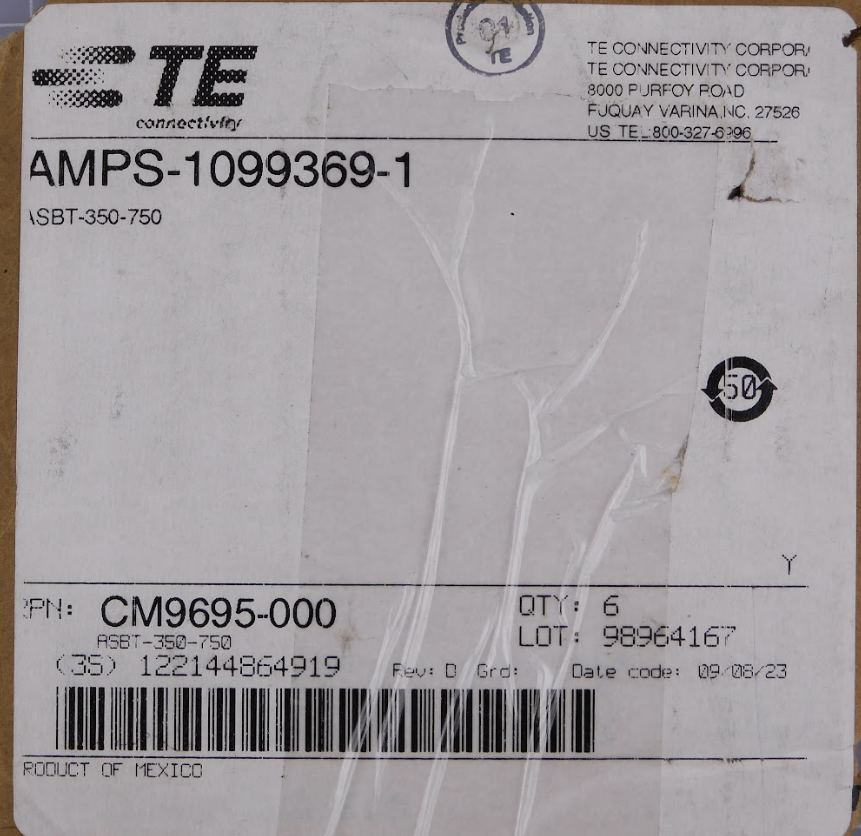 TE
connectivity
04
TE
TE CONNECTIVITY CORPOR
TE CONNECTIVITY CORPOR
8000 PURFOY ROAD
FUQUAY VARINA,NC. 27526
US TEL:800-327-6996
AMPS-1099369-1
ASBT-350-750
50
Y
PN: CM9695-000
QTY: 6
ASBT-350-750
LOT: 98964167
(3S) 122144864919 Rev: D Grd: Date code: 09/08/23
RODUCT OF MEXICO